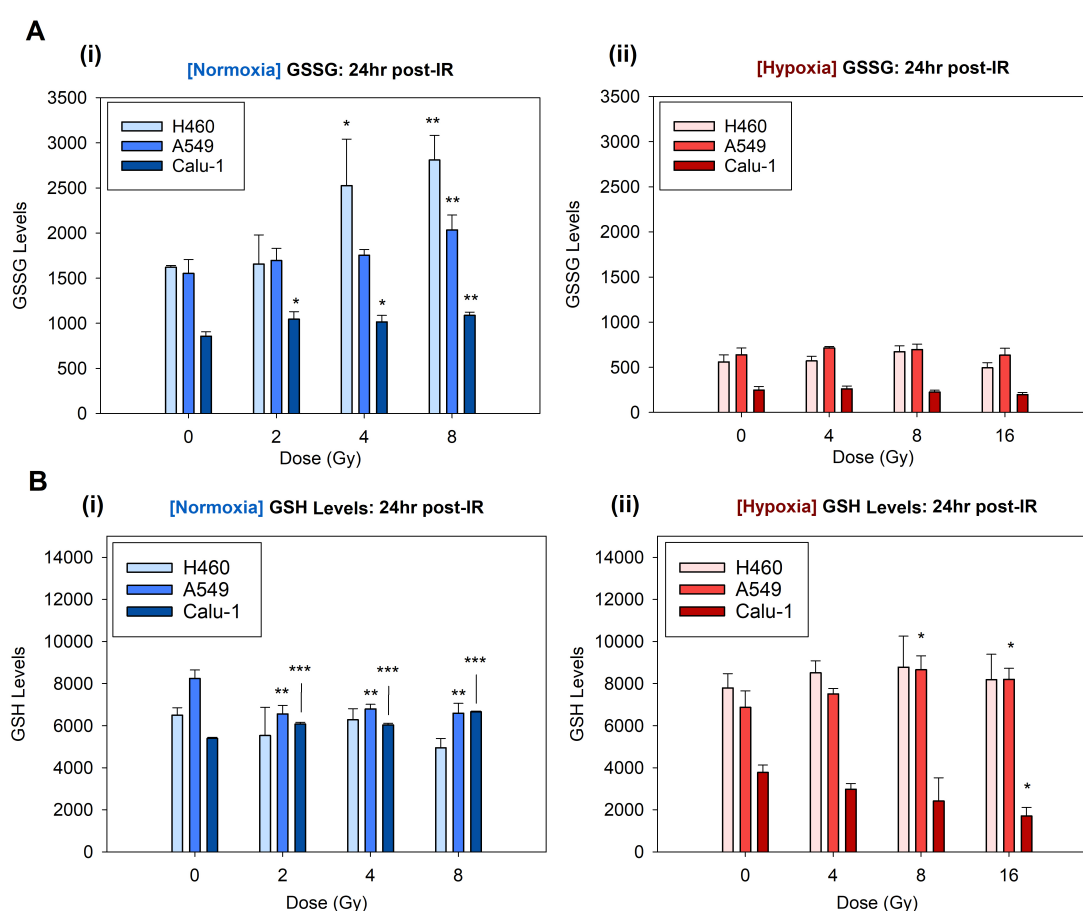 A
(i)
[Normoxia] GSSG: 24hr post-IR
3500
3000
2500
2000
1500
1000
500
0
GSSG Levels
H460
A549
Calu-1
*
**
**
*
*
**
0 2 4 8
Dose (Gy)
(ii)
[Hypoxia] GSSG: 24hr post-IR
3500
3000
2500
2000
1500
1000
500
0
GSSG Levels
H460
A549
Calu-1
0 4 8 16
Dose (Gy)
B
(i)
[Normoxia] GSH Levels: 24hr post-IR
14000
12000
10000
8000
6000
4000
2000
0
GSH Levels
H460
A549
Calu-1
** *** ** *** ** ***
0 2 4 8
Dose (Gy)
(ii)
[Hypoxia] GSH Levels: 24hr post-IR
14000
12000
10000
8000
6000
4000
2000
0
GSH Levels
H460
A549
Calu-1
* *
*
0 4 8 16
Dose (Gy)